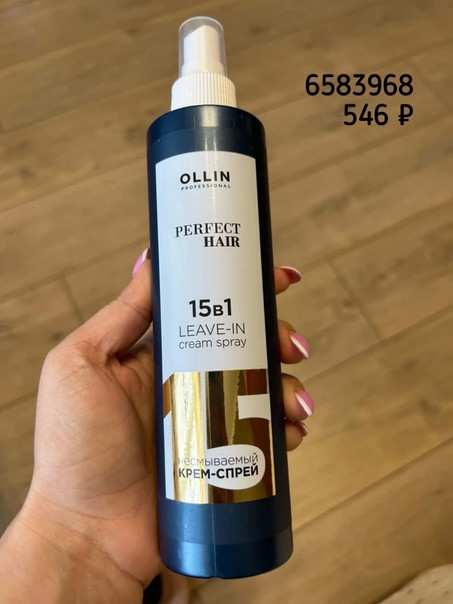 6583968
546 ₽
OLLIN
PROFESSIONAL
PERFECT
HAIR
15в1
LEAVE-IN
cream spray
15
несмываемый
КРЕМ-СПРЕЙ